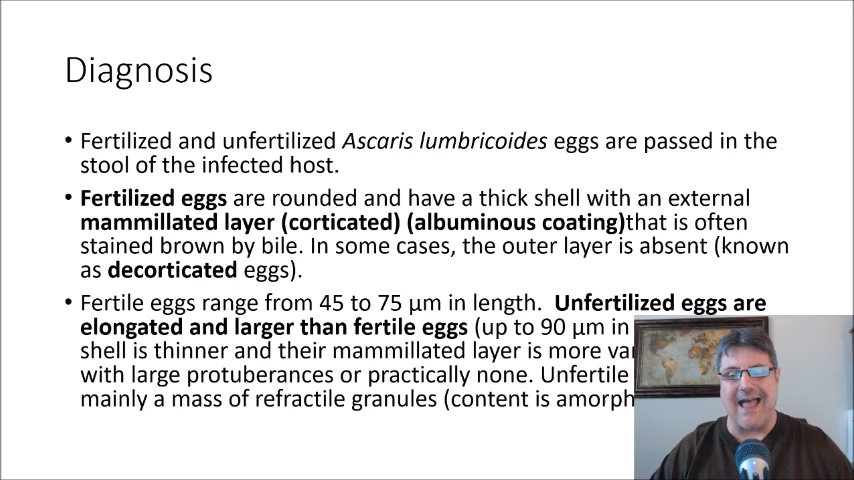 Diagnosis
• Fertilized and unfertilized Ascaris lumbricoides eggs are passed in the
stool of the infected host.
• Fertilized eggs are rounded and have a thick shell with an external
mammillated layer (corticated) (albuminous coating)that is often
stained brown by bile. In some cases, the outer layer is absent (known
as decorticated eggs).
• Fertile eggs range from 45 to 75 µm in length. Unfertilized eggs are
elongated and larger than fertile eggs (up to 90 µm in
shell is thinner and their mammillated layer is more
with large protuberances or practically none. Unfertile
mainly a mass of refractile granules (content is